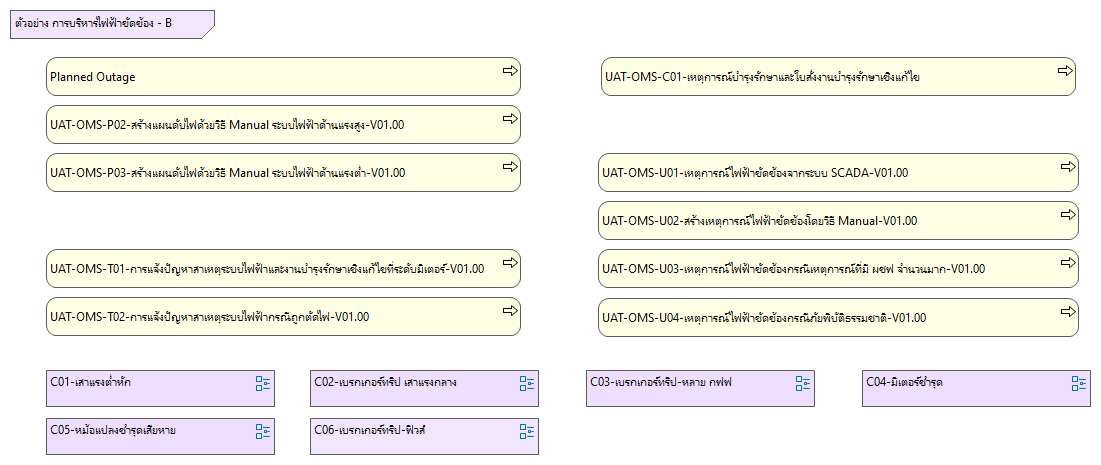 ตัวอย่าง การบริหารไฟฟ้าขัดข้อง - B
Planned Outage
UAT-OMS-C01-เหตุการณ์บำรุงรักษาและใบสั่งงานบำรุงรักษาเชิงแก้ไข
UAT-OMS-P02-สร้างแผนดับไฟด้วยวิธี Manual ระบบไฟฟ้าด้านแรงสูง-V01.00
UAT-OMS-P03-สร้างแผนดับไฟด้วยวิธี Manual ระบบไฟฟ้าด้านแรงต่ำ-V01.00
UAT-OMS-U01-เหตุการณ์ไฟฟ้าขัดข้องจากระบบ SCADA-V01.00
UAT-OMS-U02-สร้างเหตุการณ์ไฟฟ้าขัดข้องโดยวิธี Manual-V01.00
UAT-OMS-T01-การแจ้งปัญหาสาเหตุระบบไฟฟ้าและงานบำรุงรักษาเชิงแก้ไขที่ระดับมิเตอร์-V01.00
UAT-OMS-U03-เหตุการณ์ไฟฟ้าขัดข้องกรณีเหตุการณ์ที่มี ผชฟ จำนวนมาก-V01.00
UAT-OMS-T02-การแจ้งปัญหาสาเหตุระบบไฟฟ้ากรณีถูกตัดไฟ-V01.00
UAT-OMS-U04-เหตุการณ์ไฟฟ้าขัดข้องกรณีภัยพิบัติธรรมชาติ-V01.00
C01-เสาแรงต่ำหัก
C02-เบรกเกอร์ทริป เสาแรงกลาง
C03-เบรกเกอร์ทริป-หลาย กฟฟ
C04-มิเตอร์ชำรุด
C05-หม้อแปลงชำรุดเสียหาย
C06-เบรกเกอร์ทริป-ฟิวส์